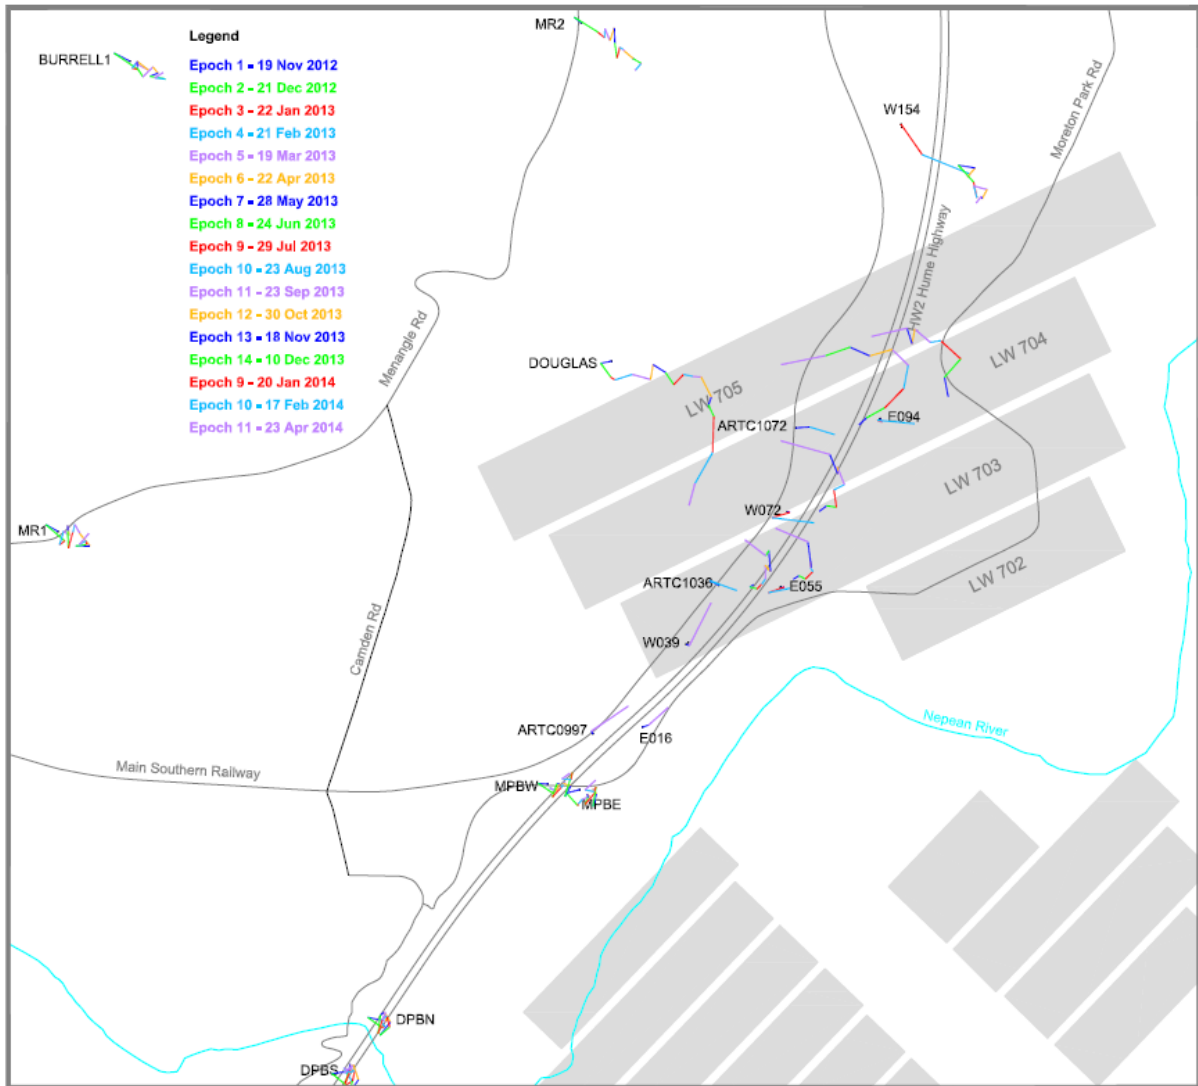 MR2
BURRELL1
Legend
Epoch 1 - 19 Nov 2012
Epoch 2 - 21 Dec 2012
Epoch 3 - 22 Jan 2013
Epoch 4 - 21 Feb 2013
Epoch 5 - 19 Mar 2013
Epoch 6 - 22 Apr 2013
Epoch 7 - 28 May 2013
Epoch 8 - 24 Jun 2013
Epoch 9 - 29 Jul 2013
Epoch 10 - 23 Aug 2013
Epoch 11 - 23 Sep 2013
Epoch 12 - 30 Oct 2013
Epoch 13 - 18 Nov 2013
Epoch 14 - 10 Dec 2013
Epoch 9 - 20 Jan 2014
Epoch 10 - 17 Feb 2014
Epoch 11 - 23 Apr 2014
W154
Moreton Park Rd
HW2 Hume Highway
Menangle Rd
DOUGLAS
LW 705
LW 704
ARTC1072
E094
LW 703
MR1
W072
ARTC1036
E055
LW 702
Camden Rd
W039
ARTC0997
E016
Nepean River
Main Southern Railway
MPBW
MPBE
DPBN
DPBS